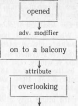 opened
adv. modifier
on to a balcony
attribute
overlooking